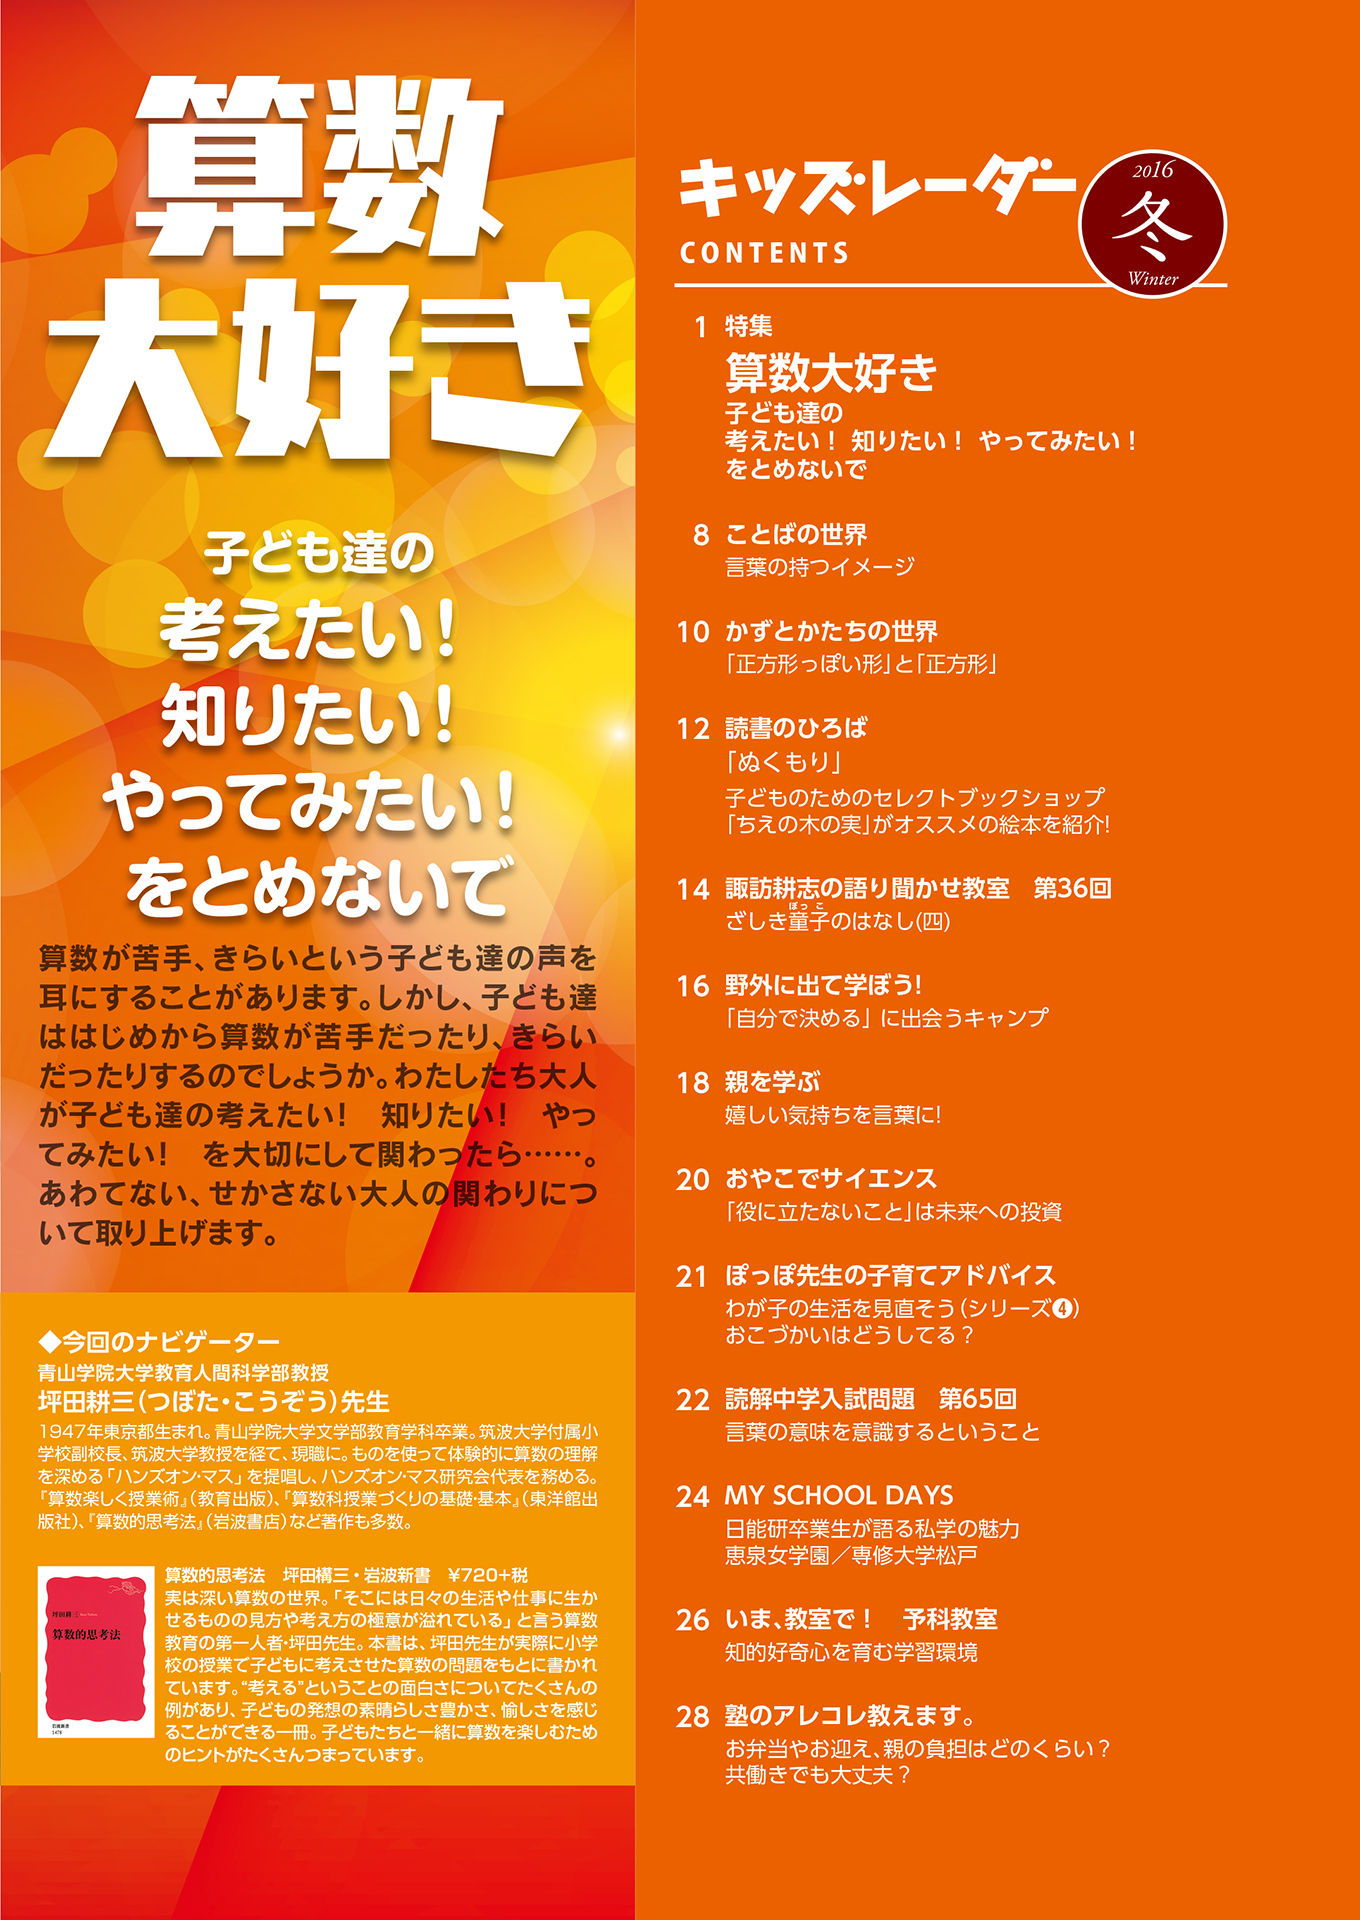 算数
大好き
子ども達の
考えたい!
知りたい!
やってみたい!
をとめないで
算数が苦手、きらいという子ども達の声を
耳にすることがあります。しかし、子ども達
ははじめから算数が苦手だったり、きらい
だったりするのでしょうか。わたしたち大人
が子ども達の考えたい!　知りたい!　やっ
てみたい!　を大切にして関わったら……。
あわてない、せかさない大人の関わりにつ
いて取り上げます。
◆今回のナビゲーター
青山学院大学教育人間科学部教授
坪田耕三(つぼた・こうぞう)先生
1947年東京都生まれ。青山学院大学文学部教育学科卒業。筑波大学付属小
学校副校長、筑波大学教授を経て、現職に。ものを使って体験的に算数の理解
を深める「ハンズオン・マス」を提唱し、ハンズオン・マス研究会代表を務める。
『算数楽しく授業術』(教育出版)、『算数科授業づくりの基礎・基本』(東洋館出
版社)、『算数的思考法』(岩波書店)など著作も多数。
坪田耕三
算数的思考法
岩波新書
1478
算数的思考法　坪田構三・岩波新書　¥720+税
実は深い算数の世界。「そこには日々の生活や仕事に生か
せるものの見方や考え方の極意が溢れている」と言う算数
教育の第一人者・坪田先生。本書は、坪田先生が実際に小学
校の授業で子どもに考えさせた算数の問題をもとに書かれ
ています。“考える”ということの面白さについてたくさんの
例があり、子どもの発想の素晴らしさ豊かさ、愉しさを感じ
ることができる一冊。子どもたちと一緒に算数を楽しむため
のヒントがたくさんつまっています。
キッズレーダー
CONTENTS
2016
冬
Winter
1 特集
算数大好き
子ども達の
考えたい! 知りたい! やってみたい!
をとめないで
8 ことばの世界
言葉の持つイメージ
10 かずとかたちの世界
「正方形っぽい形」と「正方形」
12 読書のひろば
「ぬくもり」
子どものためのセレクトブックショップ
「ちえの木の実」がオススメの絵本を紹介!
14 諏訪耕志の語り聞かせ教室　第36回
ぼっこ
ざしき童子のはなし(四)
16 野外に出て学ぼう!
「自分で決める」に出会うキャンプ
18 親を学ぶ
嬉しい気持ちを言葉に!
20 おやこでサイエンス
「役に立たないこと」は未来への投資
21 ぽっぽ先生の子育てアドバイス
わが子の生活を見直そう(シリーズ❹)
おこづかいはどうしてる?
22 読解中学入試問題　第65回
言葉の意味を意識するということ
24 MY SCHOOL DAYS
日能研卒業生が語る私学の魅力
恵泉女学園/専修大学松戸
26 いま、教室で!　予科教室
知的好奇心を育む学習環境
28 塾のアレコレ教えます。
お弁当やお迎え、親の負担はどのくらい?
共働きでも大丈夫?